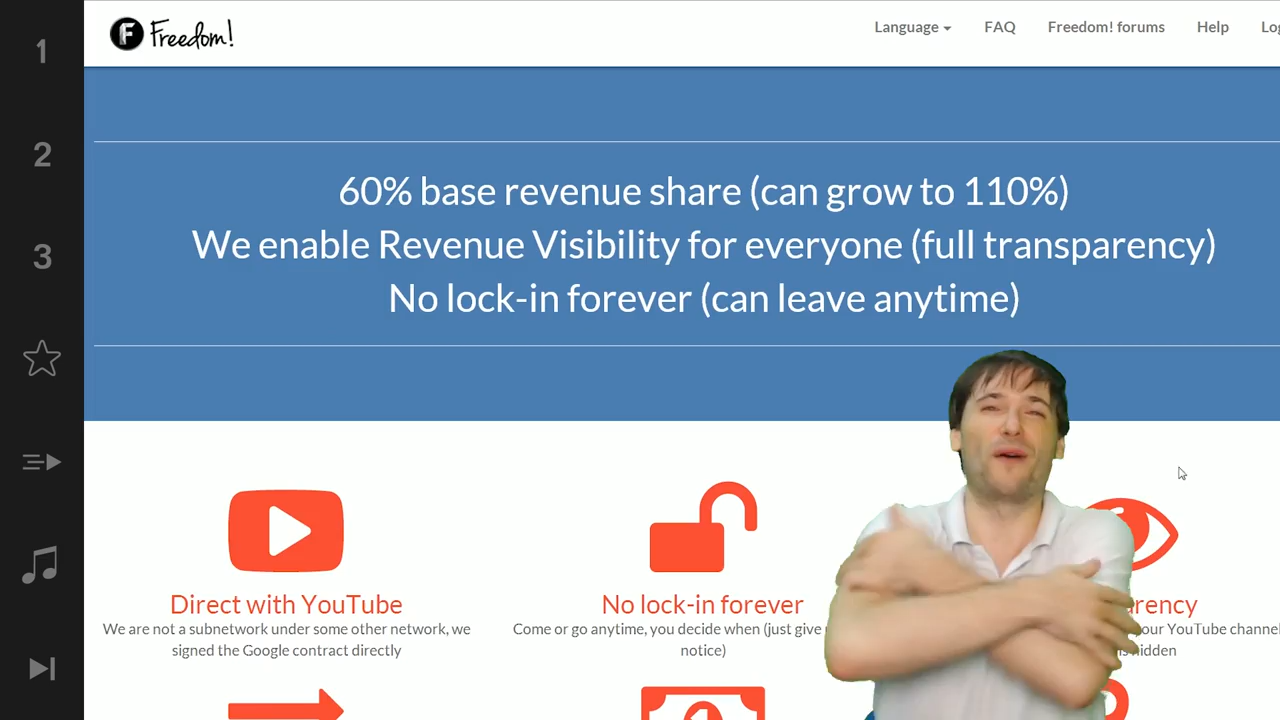 1
2
3
F Freedom!
Language FAQ Freedom! forums Help
60% base revenue share (can grow to 110%)
We enable Revenue Visibility for everyone (full transparency)
No lock-in forever (can leave anytime)
Direct with YouTube
We are not a subnetwork under some other network, we
signed the Google contract directly
No lock-in forever
Come or go anytime, you decide when (just give
notice)
your YouTube channel
is hidden